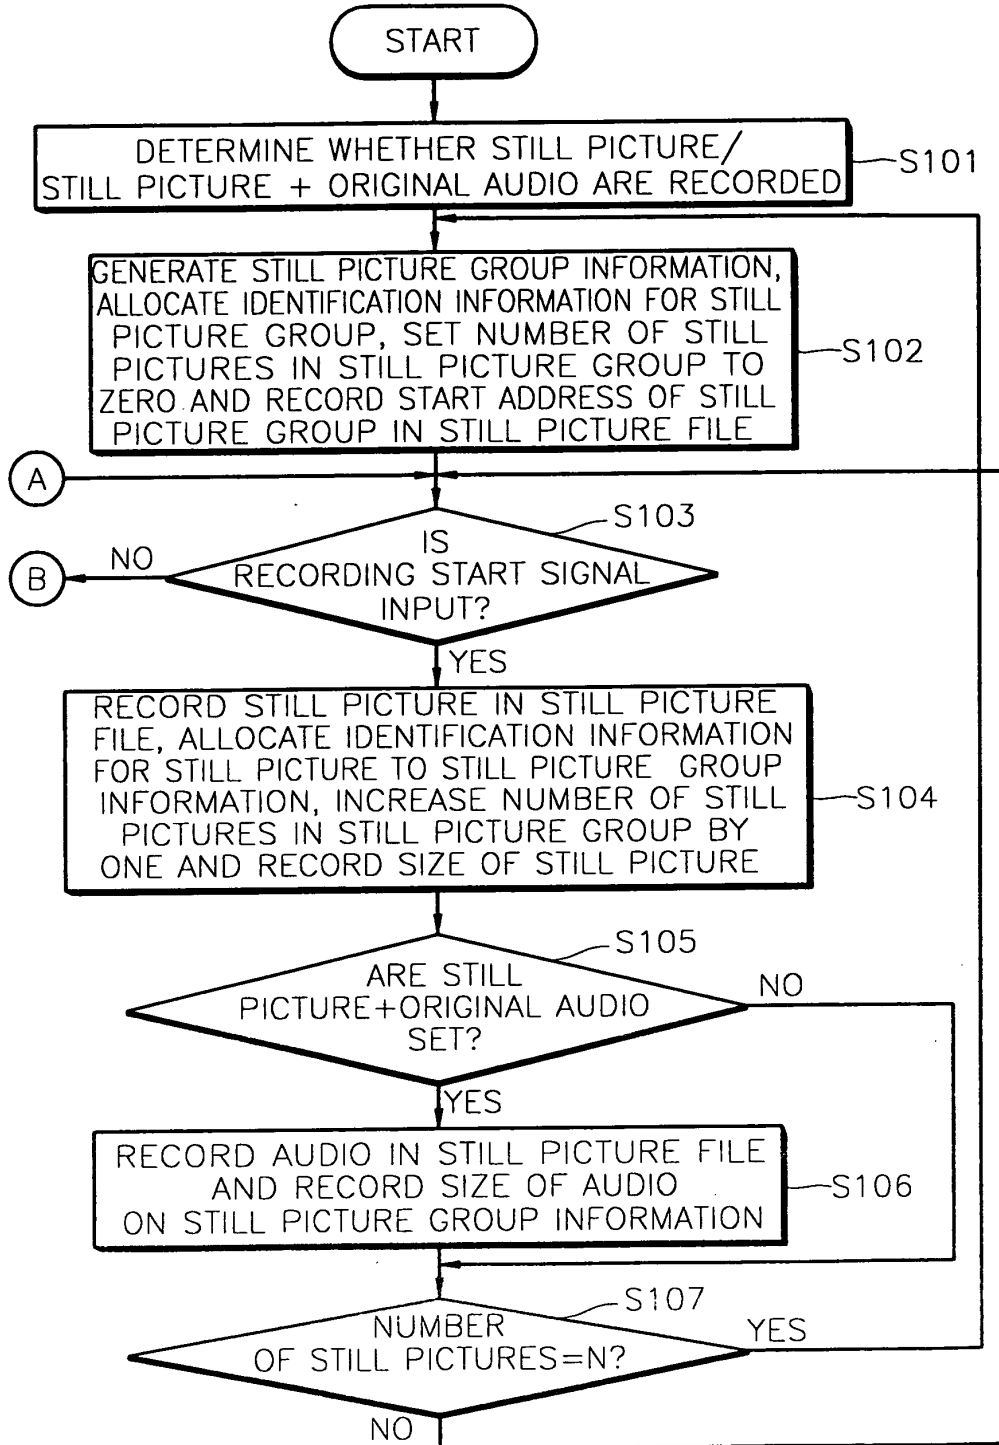 START
DETERMINE WHETHER STILL PICTURE/
STILL PICTURE + ORIGINAL AUDIO ARE RECORDED
S101
GENERATE STILL PICTURE GROUP INFORMATION,
ALLOCATE IDENTIFICATION INFORMATION FOR STILL
PICTURE GROUP, SET NUMBER OF STILL
PICTURES IN STILL PICTURE GROUP TO
ZERO AND RECORD START ADDRESS OF STILL
PICTURE GROUP IN STILL PICTURE FILE
S102
A
S103
IS
RECORDING START SIGNAL
INPUT?
NO
B
YES
RECORD STILL PICTURE IN STILL PICTURE
FILE, ALLOCATE IDENTIFICATION INFORMATION
FOR STILL PICTURE TO STILL PICTURE GROUP
INFORMATION, INCREASE NUMBER OF STILL
PICTURES IN STILL PICTURE GROUP BY
ONE AND RECORD SIZE OF STILL PICTURE
S104
S105
ARE STILL
PICTURE+ORIGINAL AUDIO
SET?
NO
YES
RECORD AUDIO IN STILL PICTURE FILE
AND RECORD SIZE OF AUDIO
ON STILL PICTURE GROUP INFORMATION
S106
S107
NUMBER
OF STILL PICTURES=N?
YES
NO